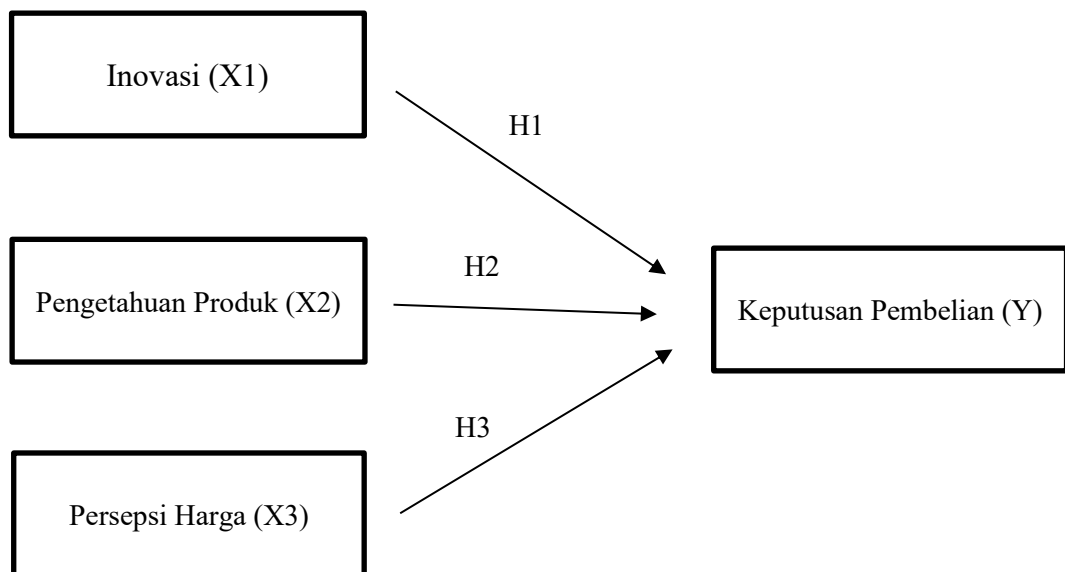 Inovasi (X1)
H1
Pengetahuan Produk (X2)
H2
Keputusan Pembelian (Y)
H3
Persepsi Harga (X3)